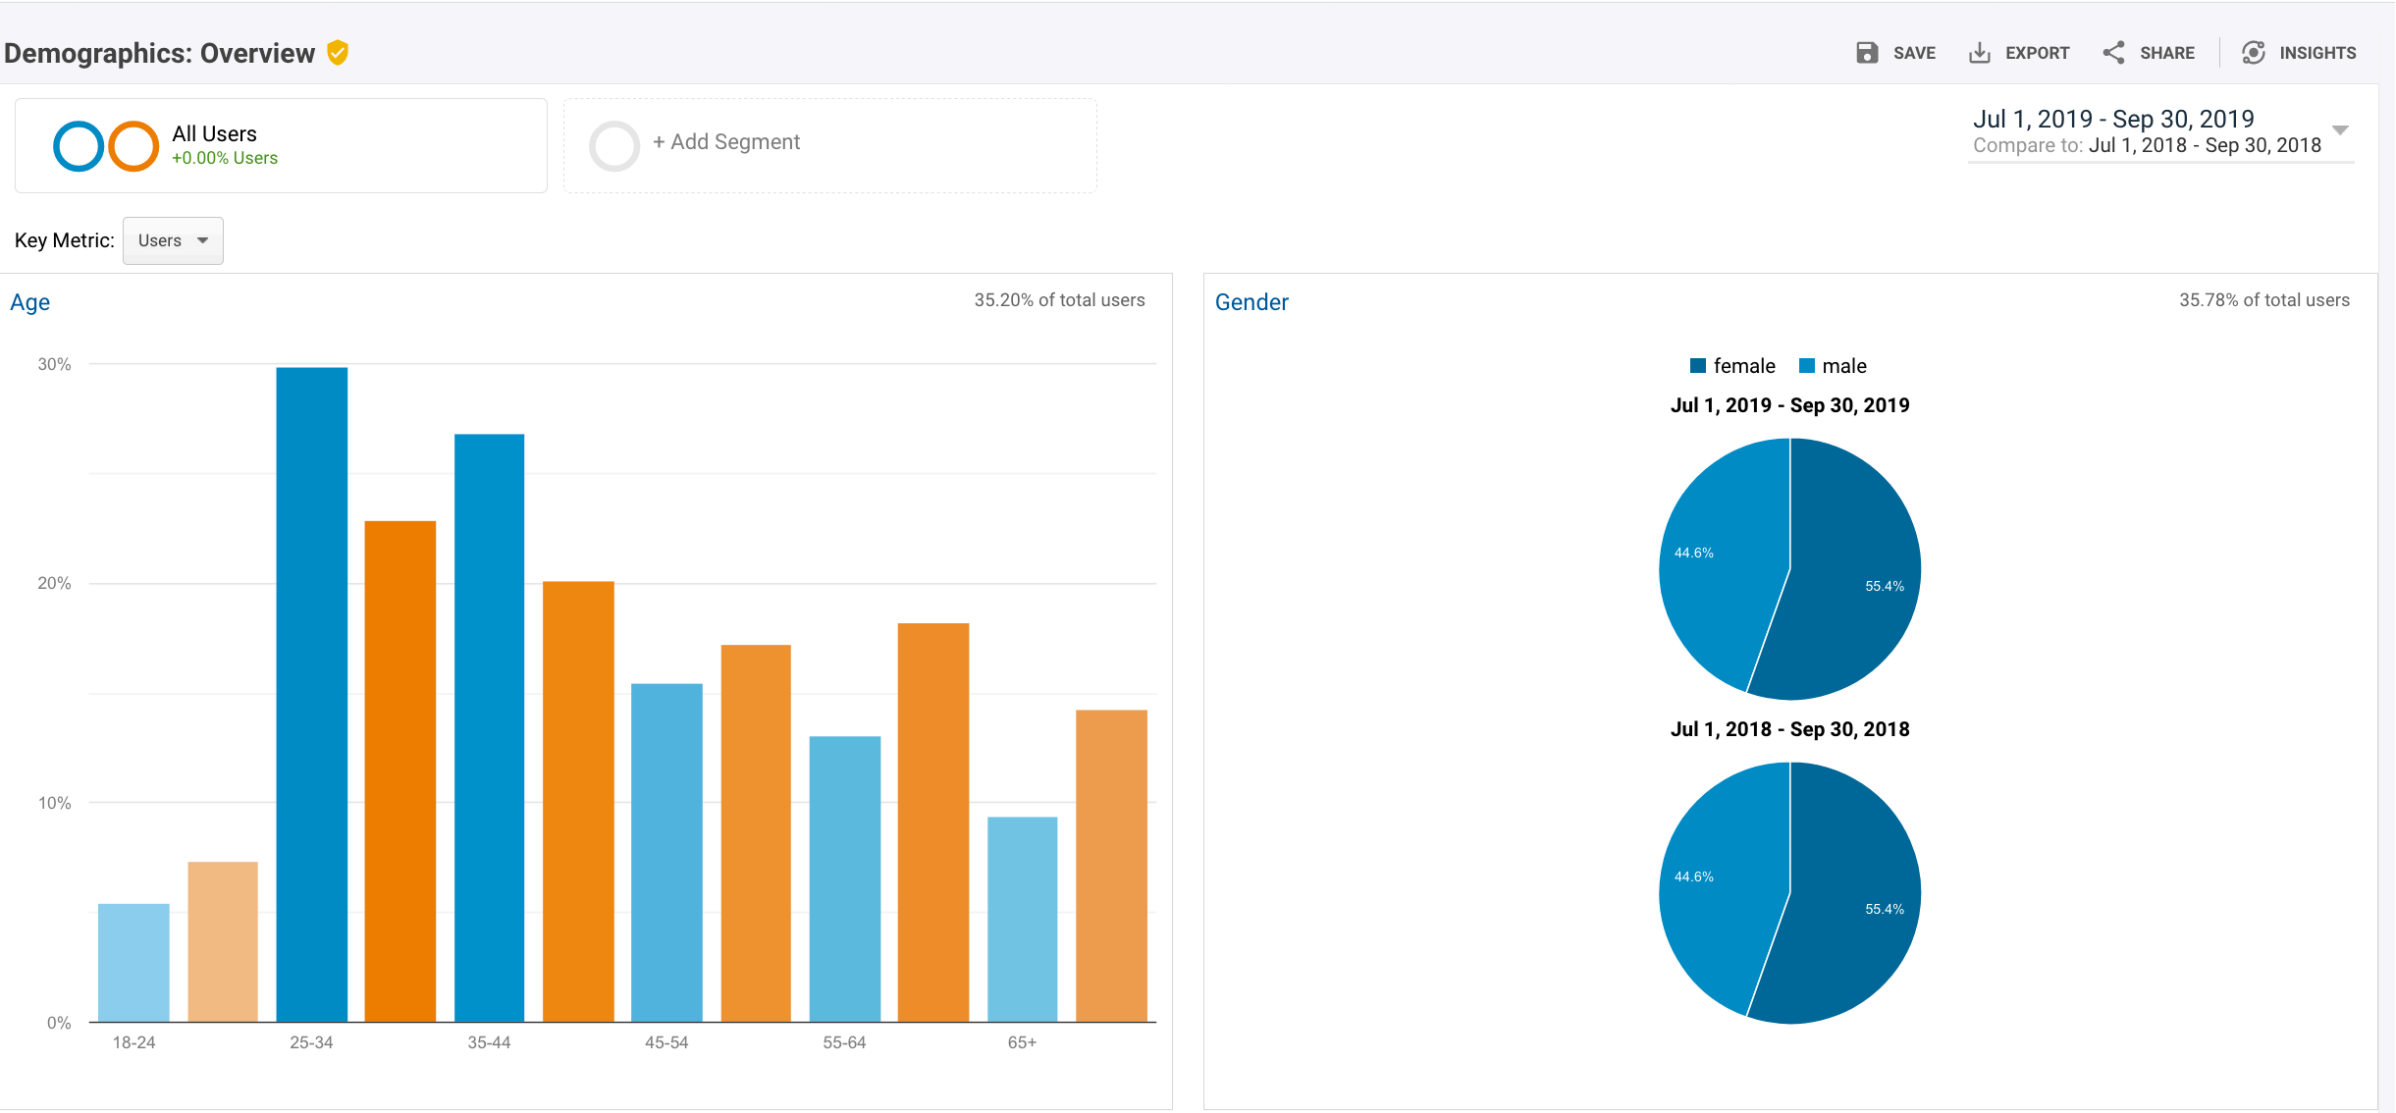 Demographics: Overview
SAVE
EXPORT
SHARE
INSIGHTS
All Users
+0.00% Users
+ Add Segment
Jul 1, 2019 - Sep 30, 2019
Compare to: Jul 1, 2018 - Sep 30, 2018
Key Metric: Users
Age
35.20% of total users
30%
20%
10%
0%
18-24
25-34
35-44
45-54
55-64
65+
Gender
35.78% of total users
female
male
Jul 1, 2019 - Sep 30, 2019
44.6%
55.4%
Jul 1, 2018 - Sep 30, 2018
44.6%
55.4%